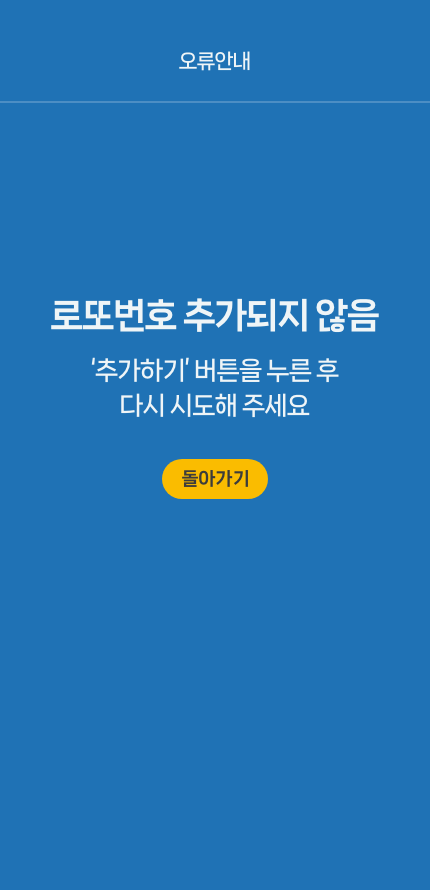 오류안내
로또번호 추가되지 않음
'추가하기' 버튼을 누른 후
다시 시도해 주세요
돌아가기